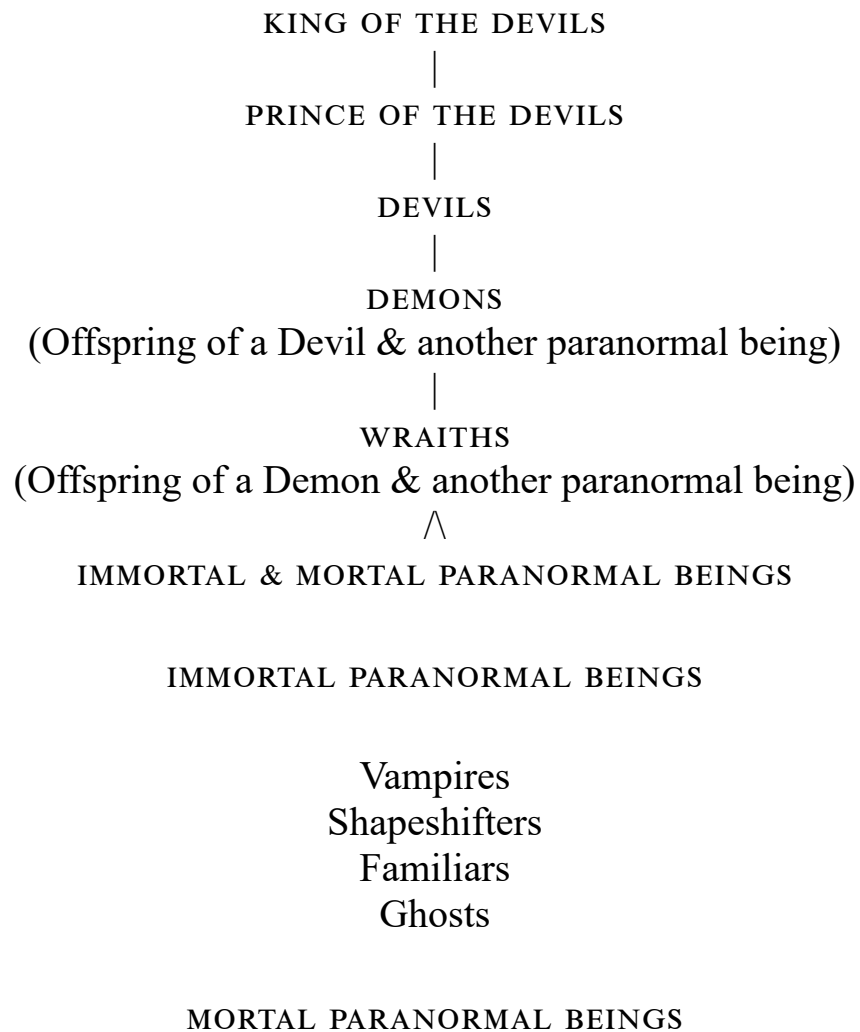 KING OF THE DEVILS
|
PRINCE OF THE DEVILS
|
DEVILS
|
DEMONS
(Offspring of a Devil & another paranormal being)
|
WRAITHS
(Offspring of a Demon & another paranormal being)
/\
IMMORTAL & MORTAL PARANORMAL BEINGS
IMMORTAL PARANORMAL BEINGS
Vampires
Shapeshifters
Familiars
Ghosts
MORTAL PARANORMAL BEINGS